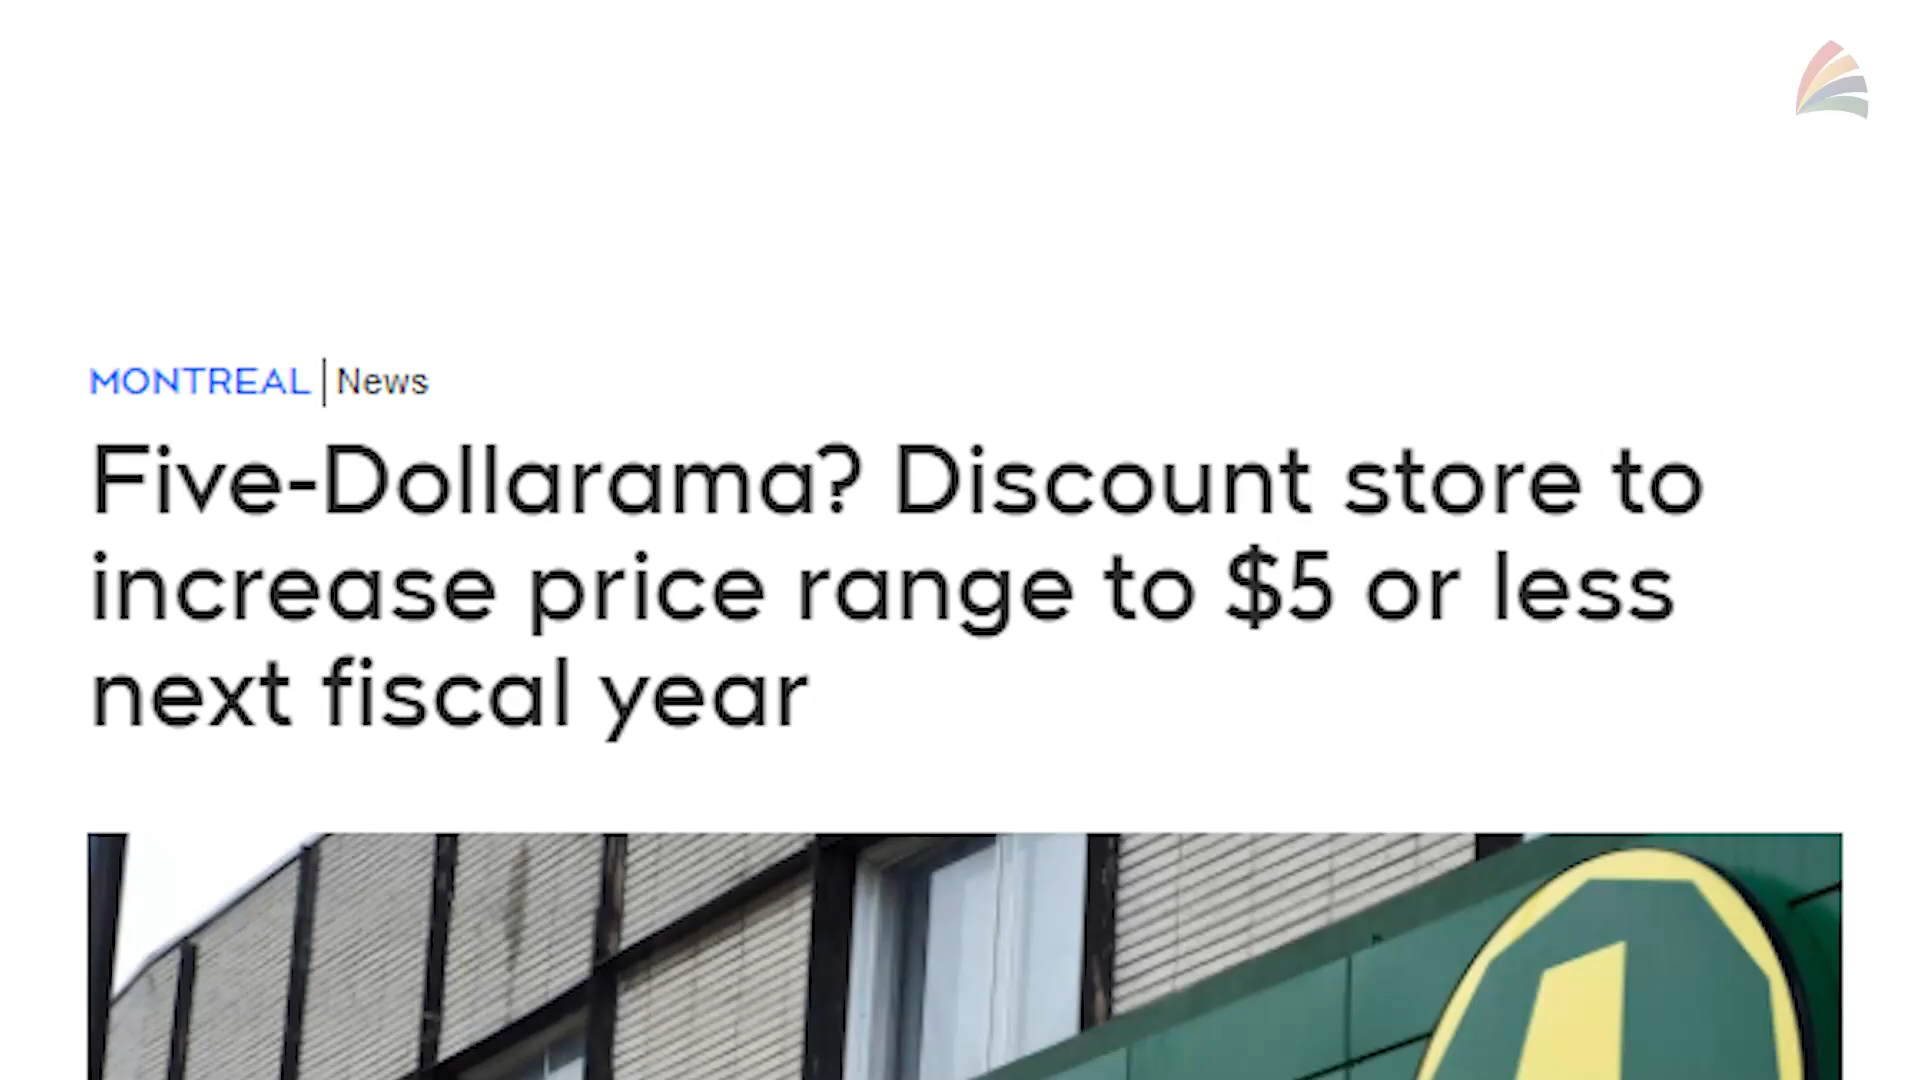 MONTREAL | News
Five-Dollarama? Discount store to
increase price range to $5 or less
next fiscal year